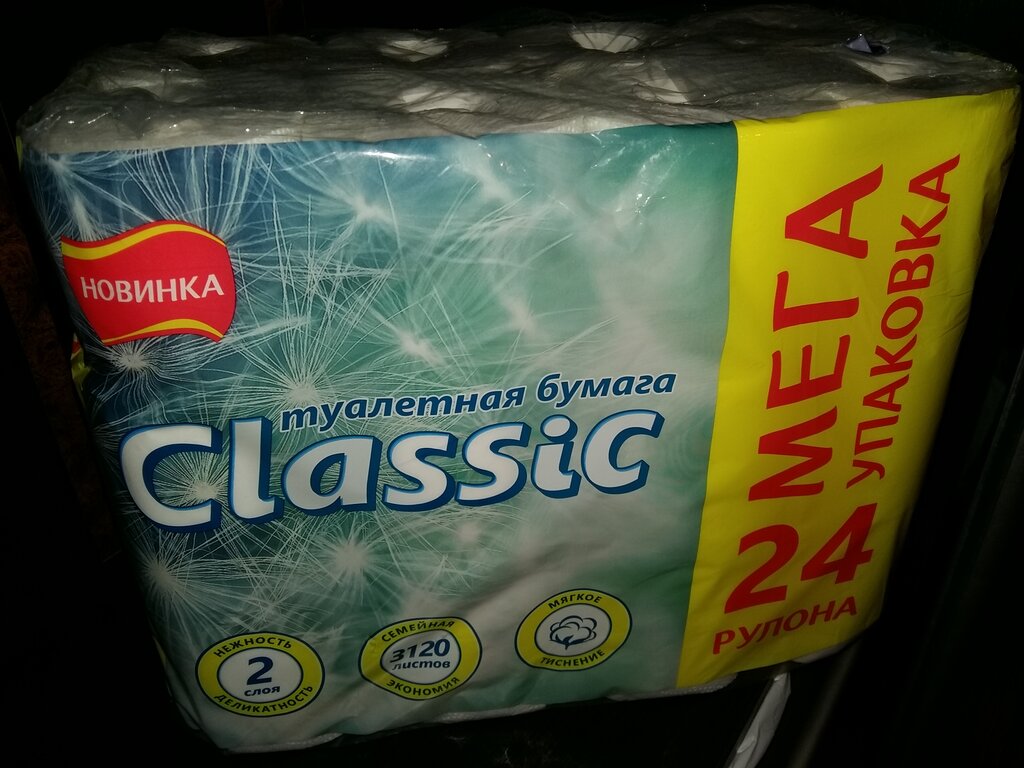 НОВИНКА
туалетная бумага
Classic
НЕЖНОСТЬ
2
слоя
ДЕЛИКАТНОСТЬ
СЕМЕЙНАЯ
3120
листов
ЭКОНОМИЯ
МЯГКОЕ
ТИСНЕНИЕ
МЕГА
УПАКОВКА
24
РУЛОНА